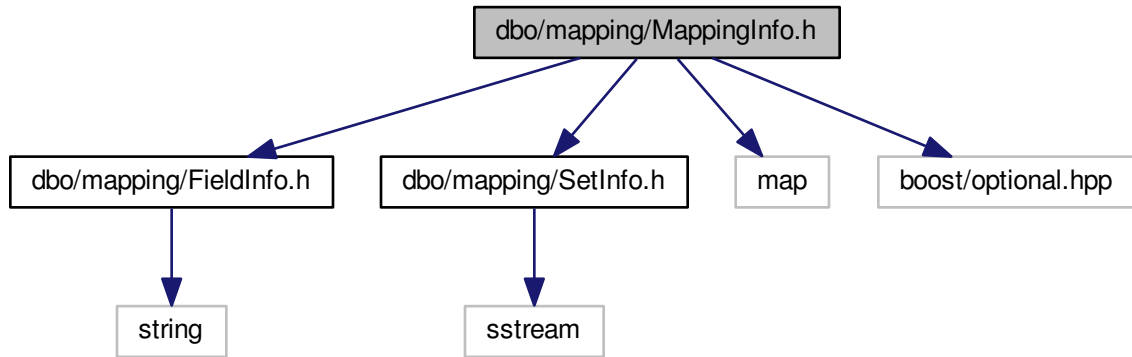 dbo/mapping/MappingInfo.h
dbo/mapping/FieldInfo.h
dbo/mapping/SetInfo.h
map
boost/optional.hpp
string
sstream